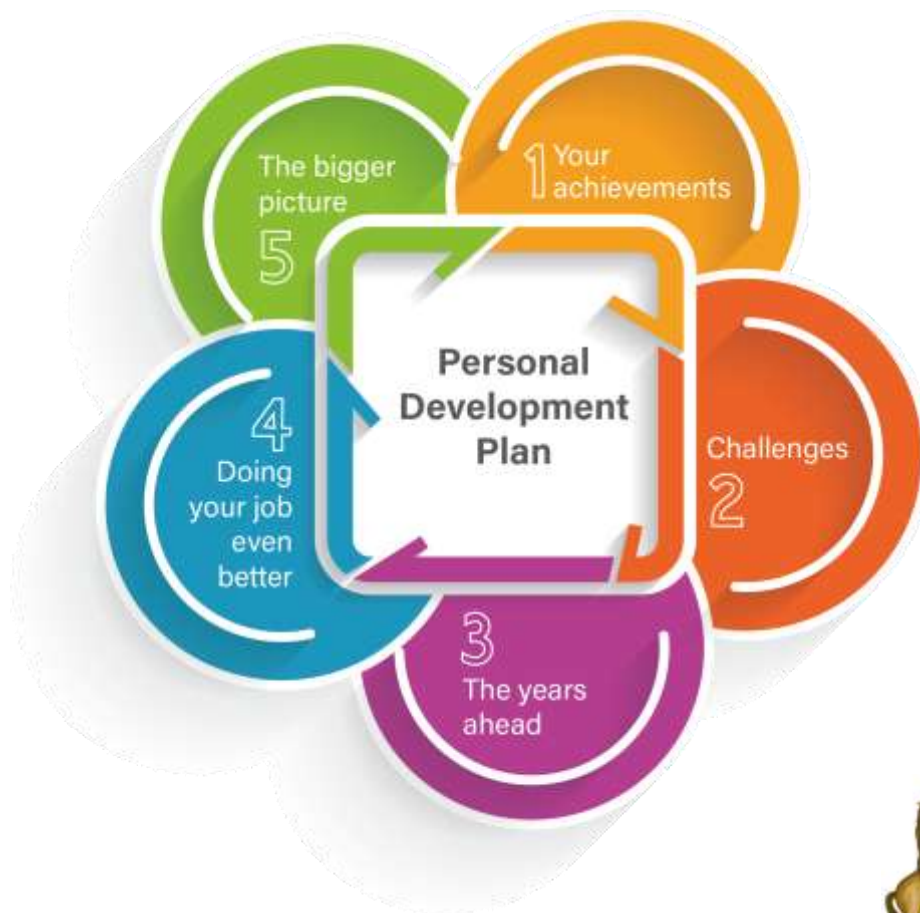 Personal
Development
Plan
1 Your
achievements
Challenges
2
3
The years
ahead
4
Doing
your job
even
better
The bigger
picture
5